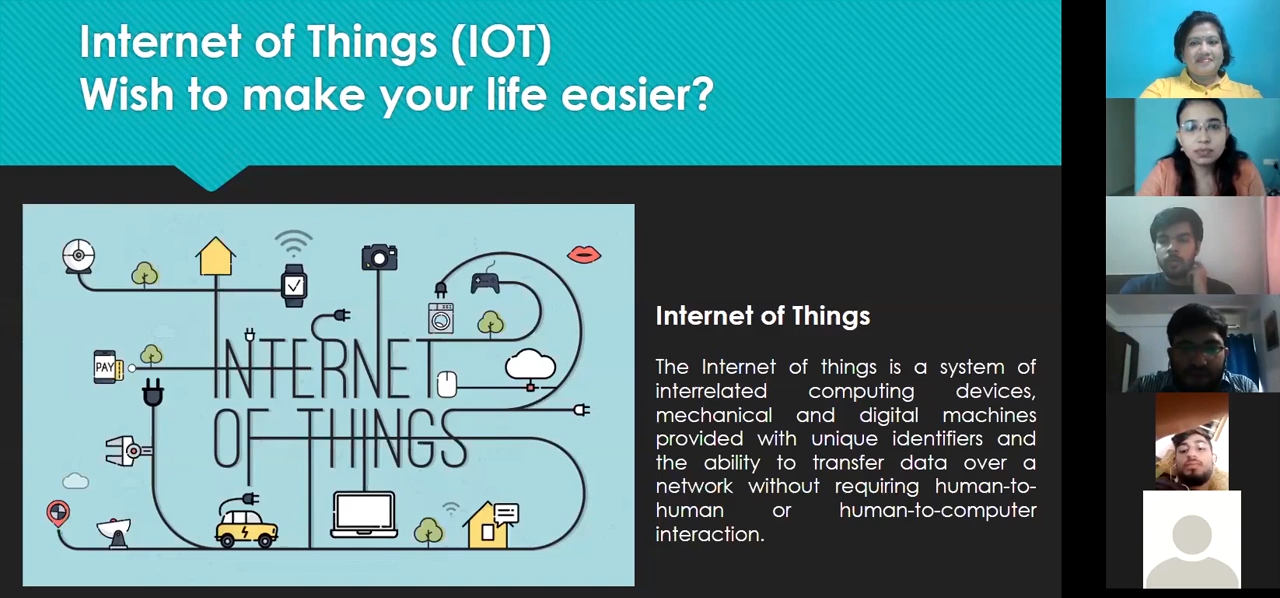 Internet of Things (IOT)
Wish to make your life easier?
PAY
INTERNET
OF THINGS
Internet of Things
The Internet of things is a system of
interrelated computing devices,
mechanical and digital machines
provided with unique identifiers and
the ability to transfer data over a
network without requiring human-to-
human or human-to-computer
interaction.